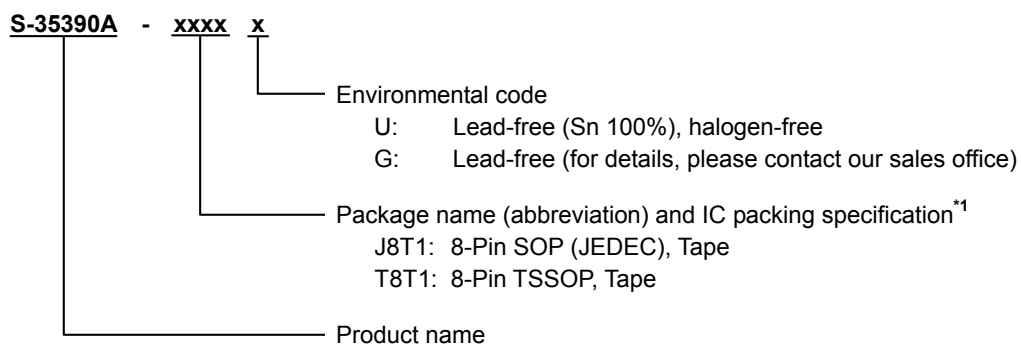 S-35390A - xxxx x
Environmental code
U: Lead-free (Sn 100%), halogen-free
G: Lead-free (for details, please contact our sales office)
Package name (abbreviation) and IC packing specification*1
J8T1: 8-Pin SOP (JEDEC), Tape
T8T1: 8-Pin TSSOP, Tape
Product name